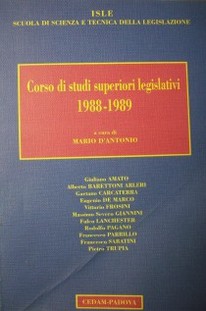 ISLE
SCUOLA DI SCIENZA E TECNICA DELLA LEGISLAZIONE
Corso di studi superiori legislativi
1988-1989
a cura di
MARIO D'ANTONIO
Giuliano AMATO
Alberto BARETTONI ARLERI
Gaetano CARCATERRA
Eugenio DE MARCO
Vittorio FROSINI
Massimo Severo GIANNINI
Fulco LANCHESTER
Rodolfo PAGANO
Francesco PARRILLO
Francesco SABATINI
Pietro TRUPIA
CEDAM-PADOVA